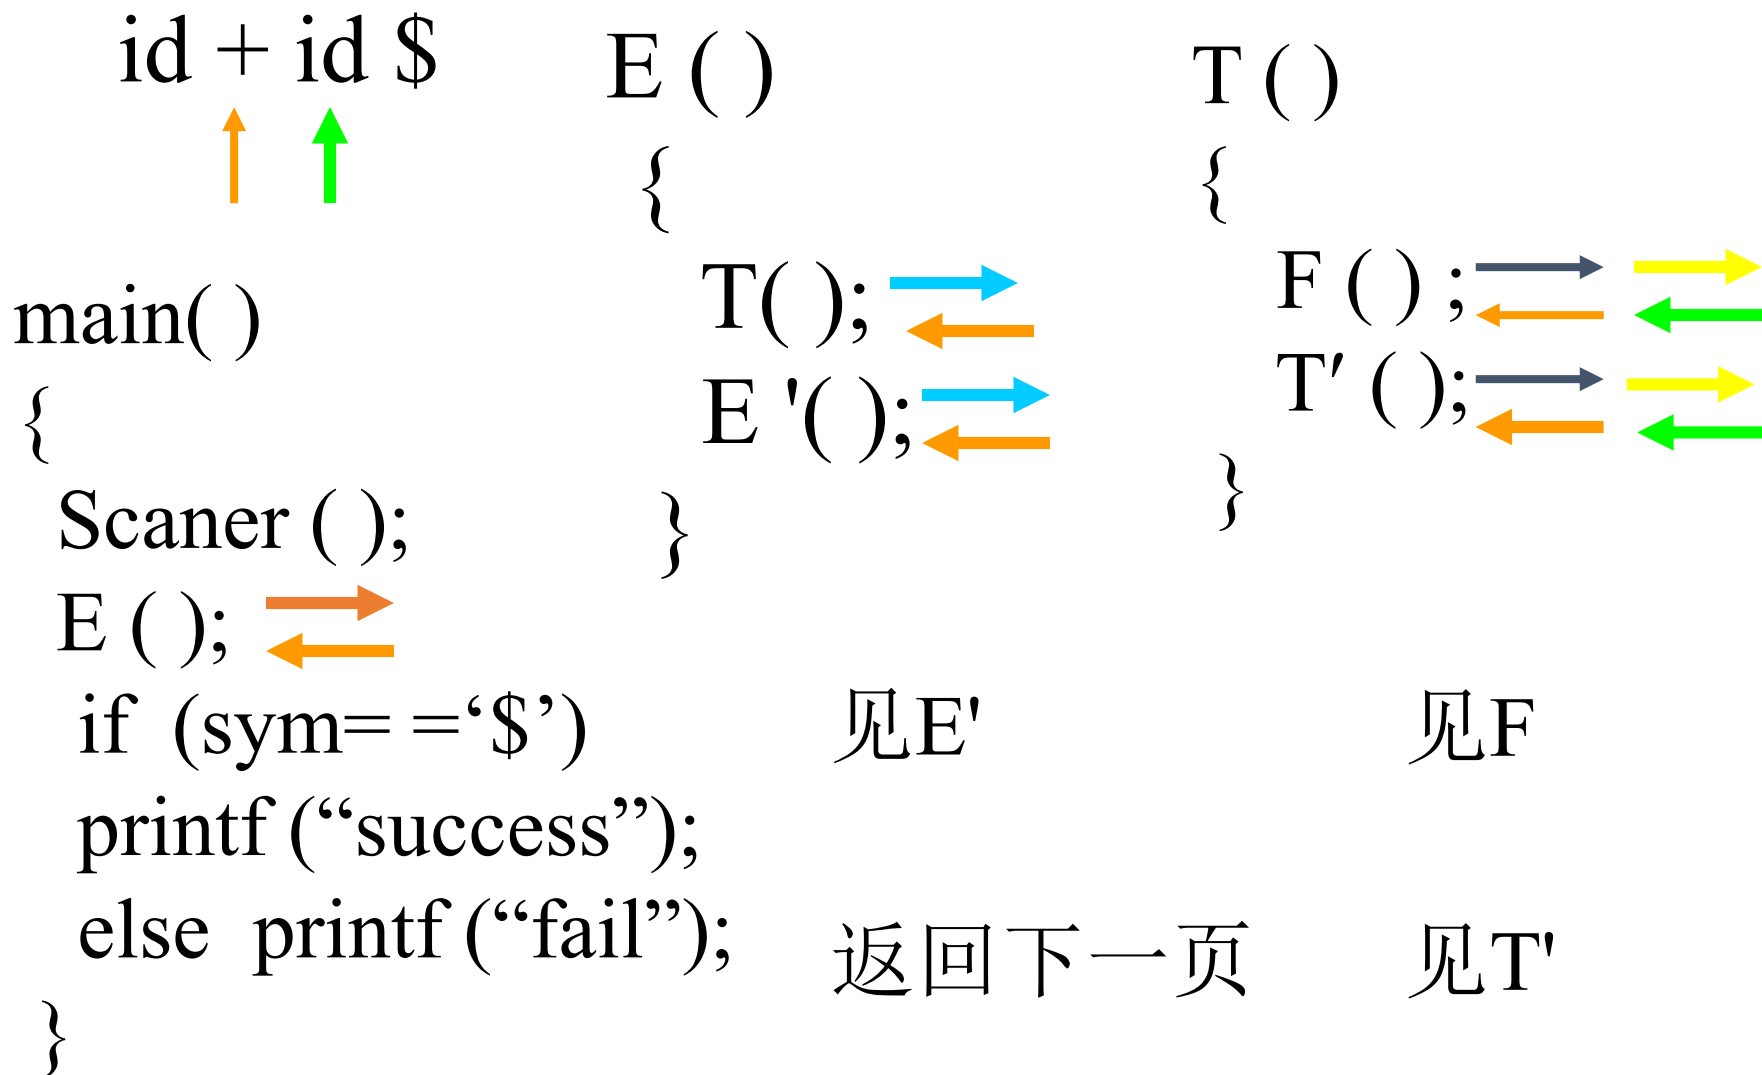 id + id $
main( )
{
Scaner ( );
E ( );
if (sym= =‘$’)
printf (“success”);
else printf (“fail”);
}
E ( )
{
T( );
E '( );
}
T ( )
{
F ( ) ;
T′ ( );
}
见E'
见F
返回下一页
见T'